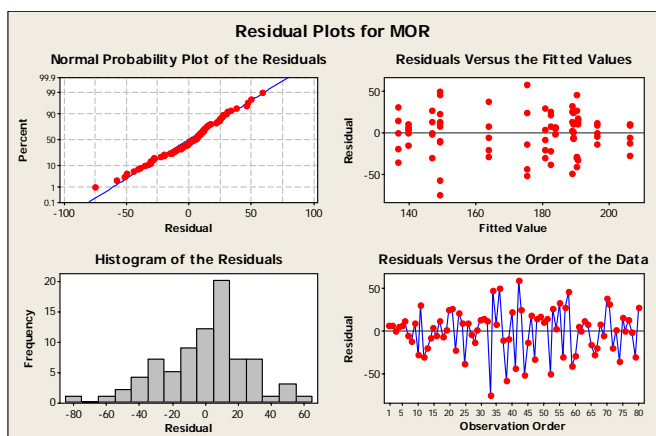 Residual Plots for MOR
Normal Probability Plot of the Residuals
99.9
99
90
50
10
1
0.1
Percent
-100 -50 0 50 100
Residual
Residuals Versus the Fitted Values
50
0
-50
Residual
140 160 180 200
Fitted Value
Histogram of the Residuals
20
15
10
5
0
Frequency
-80 -60 -40 -20 0 20 40 60
Residual
Residuals Versus the Order of the Data
50
0
-50
Residual
1 5 10 15 20 25 30 35 40 45 50 55 60 65 70 75 80
Observation Order